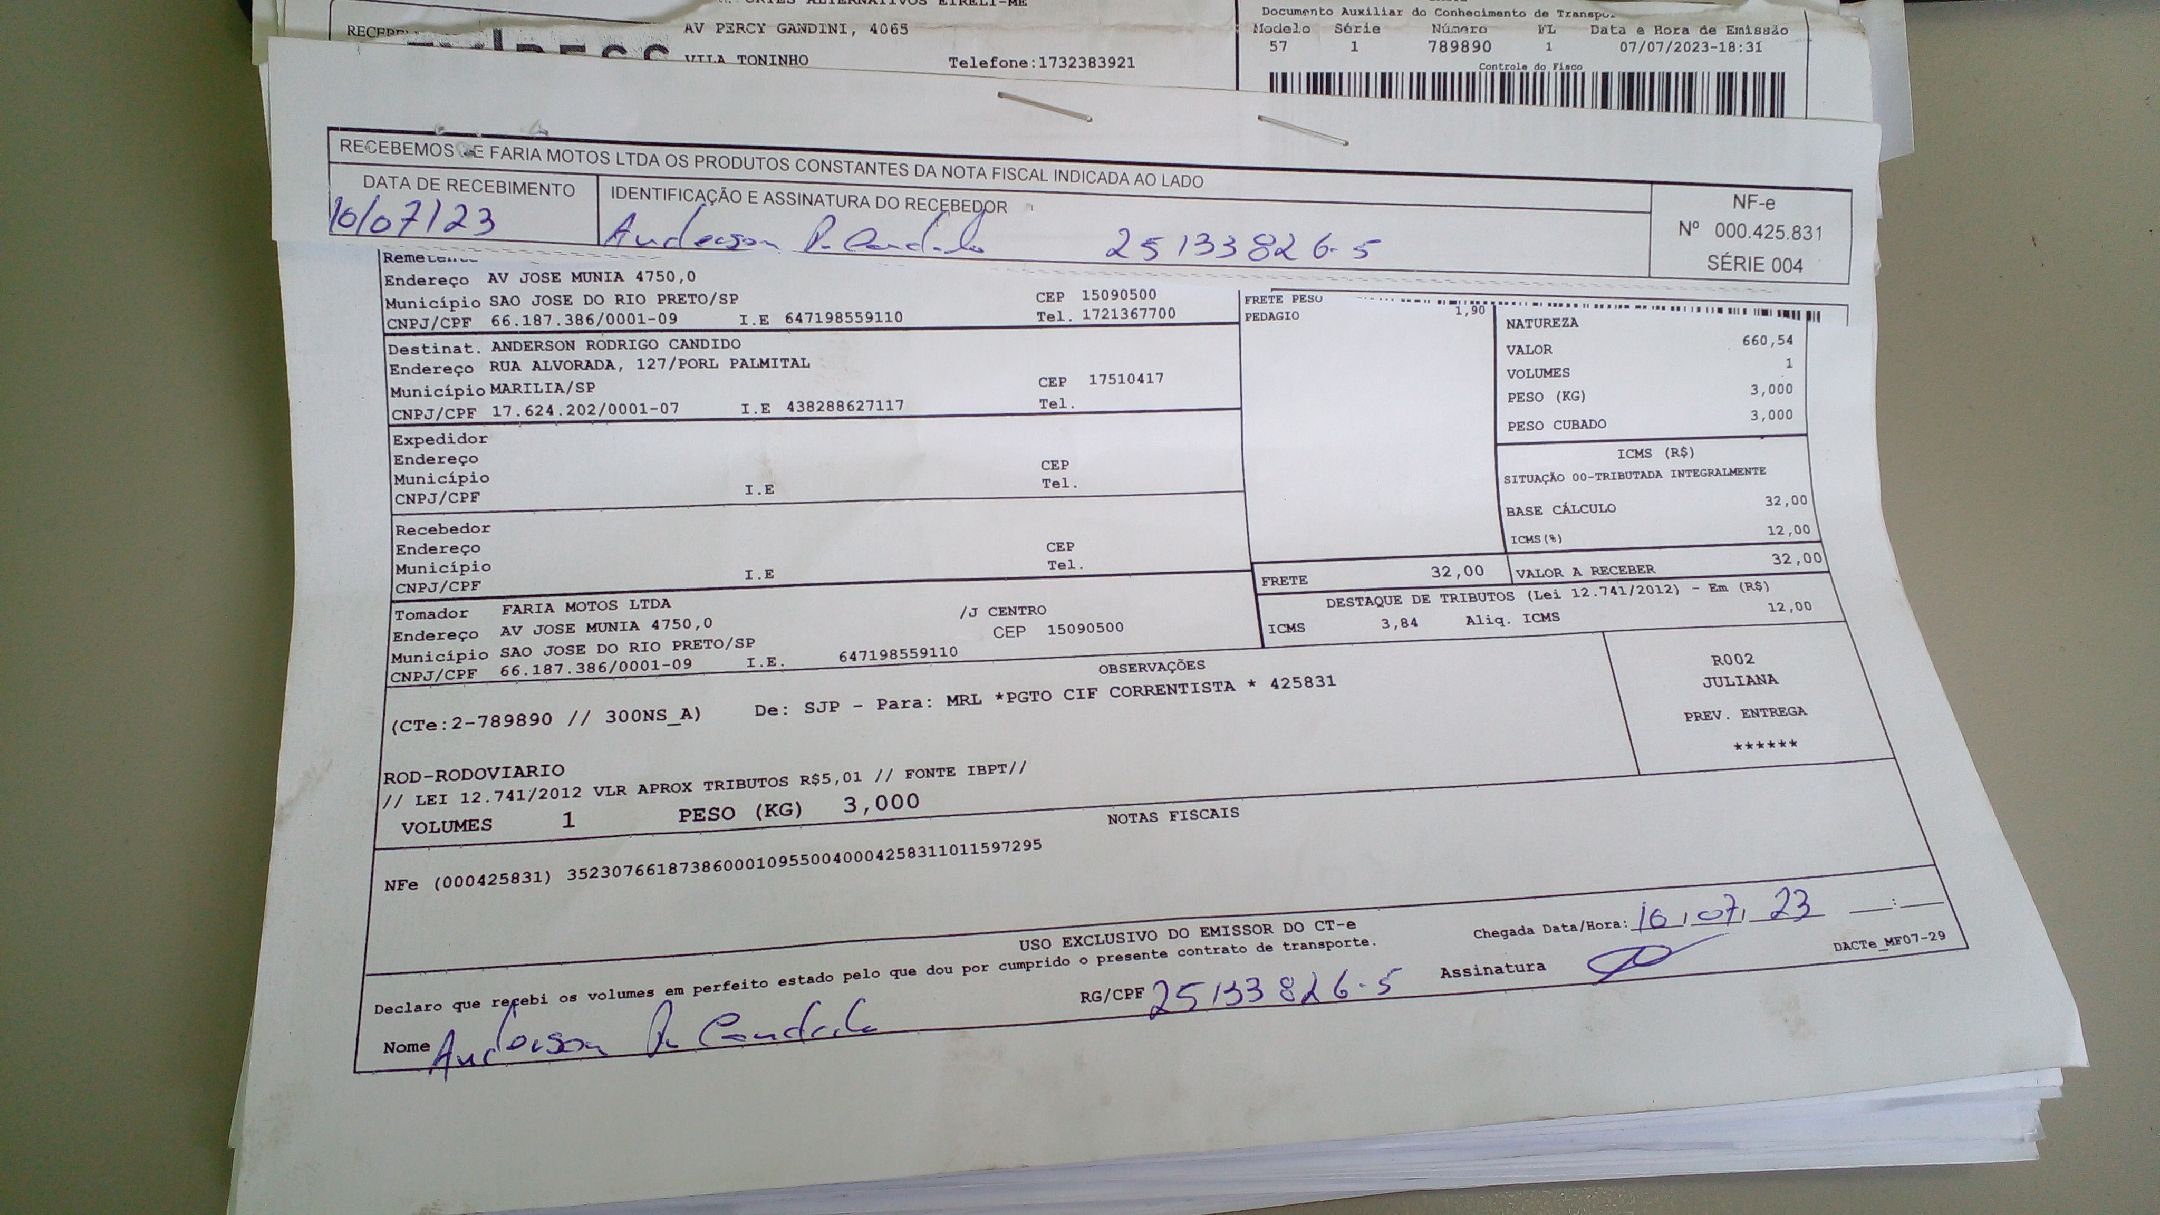 AV PERCY GANDINI, 4065
VILA TONINHO Telefone:1732383921
Documento Auxiliar do Conhecimento de
Modelo Série Número FL Data e Hora de Emissão
57 1 789890 1 07/07/2023-18:31
Controle do Fisco
RECEBEMOS DE FARIA MOTOS LTDA OS PRODUTOS CONSTANTES DA NOTA FISCAL INDICADA AO LADO
DATA DE RECEBIMENTO
10/07/23
IDENTIFICAÇÃO E ASSINATURA DO RECEBEDOR
Anderson R Candido 25133826-5
NF-e
Nº 000.425.831
SÉRIE 004
Endereço AV JOSE MUNIA 4750,0
Município SAO JOSE DO RIO PRETO/SP CEP 15090500
CNPJ/CPF 66.187.386/0001-09 I.E 647198559110 Tel. 1721367700
Destinat. ANDERSON RODRIGO CANDIDO
Endereço RUA ALVORADA, 127/PORL PALMITAL
Município MARILIA/SP CEP 17510417
CNPJ/CPF 17.624.202/0001-07 I.E 438288627117 Tel.
Expedidor
Endereço
Município CEP
CNPJ/CPF I.E Tel.
Recebedor
Endereço
Município CEP
CNPJ/CPF I.E Tel.
Tomador FARIA MOTOS LTDA
Endereço AV JOSE MUNIA 4750,0 /J CENTRO
Município SAO JOSE DO RIO PRETO/SP CEP 15090500
CNPJ/CPF 66.187.386/0001-09 I.E. 647198559110
FRETE PESO
PEDAGIO 1,90
NATUREZA
VALOR 660,54
VOLUMES 1
PESO (KG) 3,000
PESO CUBADO 3,000
ICMS (R$)
SITUAÇÃO 00-TRIBUTADA INTEGRALMENTE
BASE CÁLCULO 32,00
ICMS(%) 12,00
FRETE 32,00 VALOR A RECEBER 32,00
DESTAQUE DE TRIBUTOS (Lei 12.741/2012) - Em (R$)
ICMS 3,84 Aliq. ICMS 12,00
OBSERVAÇÕES
(CTe:2-789890 // 300NS_A) De: SJP - Para: MRL *PGTO CIF CORRENTISTA * 425831
R002
JULIANA
PREV. ENTREGA
******
ROD-RODOVIARIO
// LEI 12.741/2012 VLR APROX TRIBUTOS R$5,01 // FONTE IBPT//
VOLUMES 1 PESO (KG) 3,000
NOTAS FISCAIS
NFe (000425831) 35230766187386000109550040004258311011597295
USO EXCLUSIVO DO EMISSOR DO CT-e
Declaro que recebi os volumes em perfeito estado pelo que dou por cumprido o presente contrato de transporte.
Chegada Data/Hora: 10/07/23 __:__
Nome Anderson R Candido RG/CPF 25133826-5 Assinatura
DACTe_MF07-29